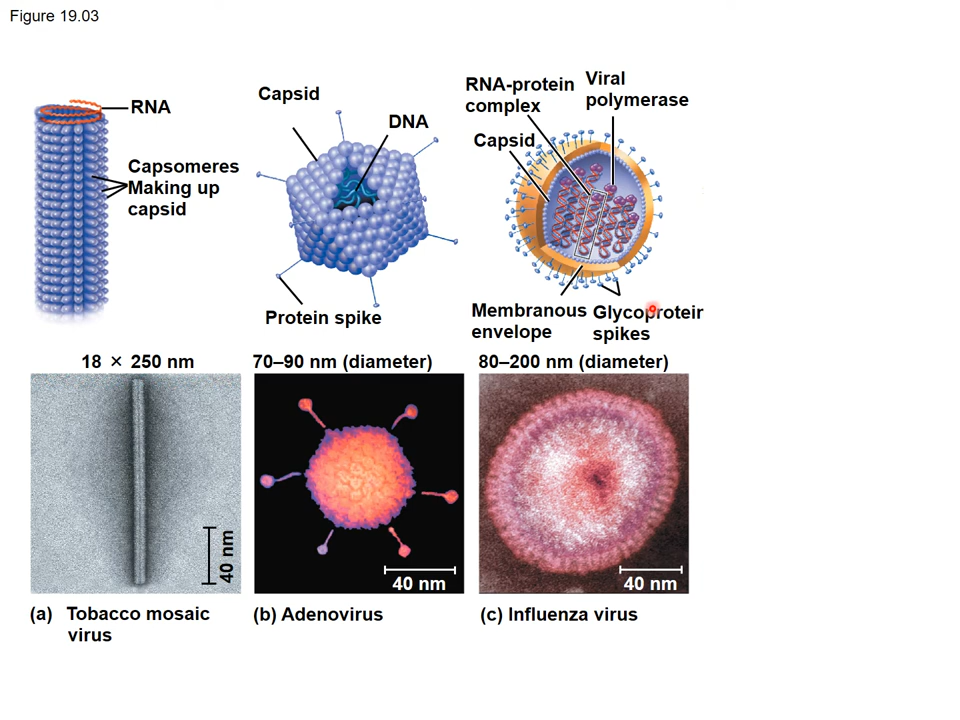 Figure 19.03
RNA
Capsomeres
Making up
capsid
18 × 250 nm
40 nm
(a) Tobacco mosaic
virus
Capsid
DNA
Protein spike
70–90 nm (diameter)
40 nm
(b) Adenovirus
RNA-protein
complex
Viral
polymerase
Capsid
Membranous
envelope
Glycoprotein
spikes
80–200 nm (diameter)
40 nm
(c) Influenza virus